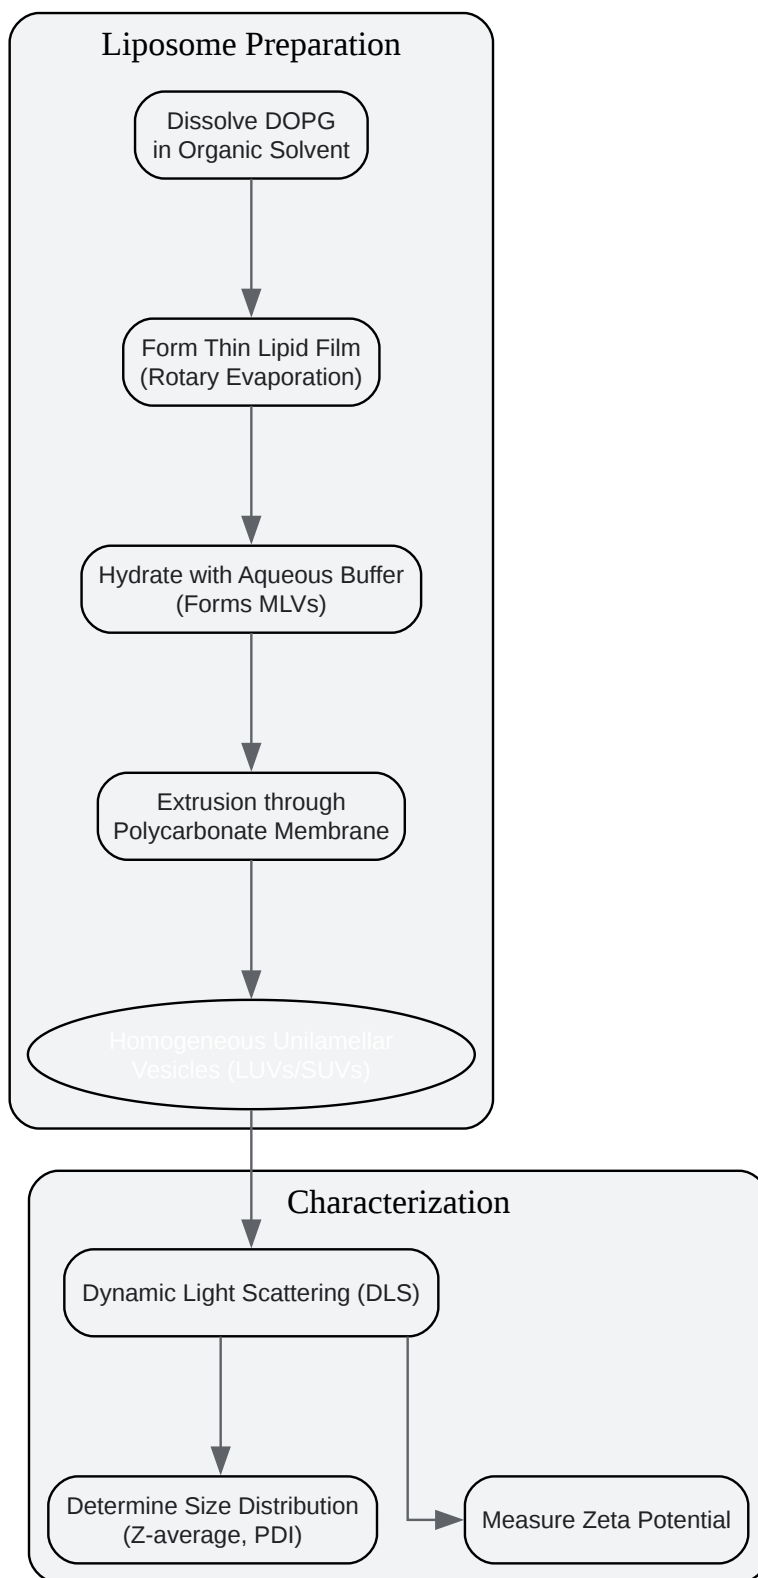 Liposome Preparation
Dissolve DOPG
in Organic Solvent
Form Thin Lipid Film
(Rotary Evaporation)
Hydrate with Aqueous Buffer
(Forms MLVs)
Extrusion through
Polycarbonate Membrane
Homogeneous Unilamellar
Vesicles (LUVs/SUVs)
Characterization
Dynamic Light Scattering (DLS)
Determine Size Distribution
(Z-average, PDI)
Measure Zeta Potential